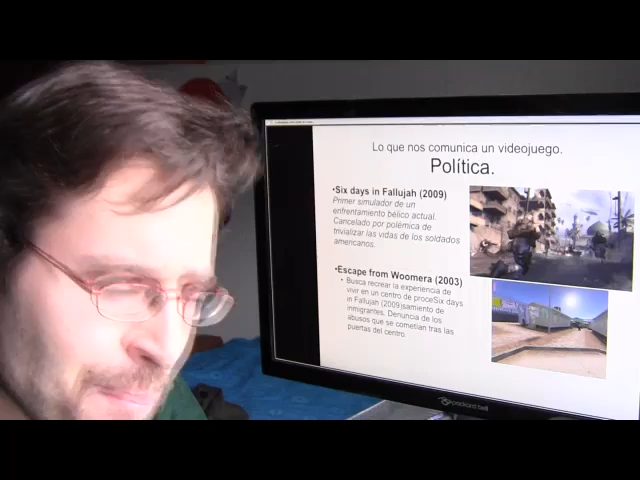 Lo que nos comunica un videojuego.
Política.
•Six days in Fallujah (2009)
Primer simulador de un
enfrentamiento bélico actual.
Cancelado por polémica de
trivializar las vidas de los soldados
americanos.
•Escape from Woomera (2003)
• Busca recrear la experiencia de
vivir en un centro de proceSix days
in Fallujah (2009)samiento de
inmigrantes. Denuncia de los
abusos que se cometían tras las
puertas del centro.
packard bell